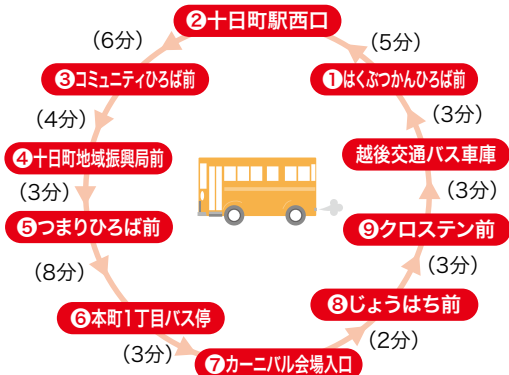 ❷十日町駅西口
(6分)
(5分)
❸コミュニティひろば前
❶はくぶつかんひろば前
(4分)
(3分)
❹十日町地域振興局前
越後交通バス車庫
(3分)
(3分)
❺つまりひろば前
❾クロステン前
(8分)
(3分)
❽じょうはち前
❻本町1丁目バス停
(2分)
(3分)
❼カーニバル会場入口